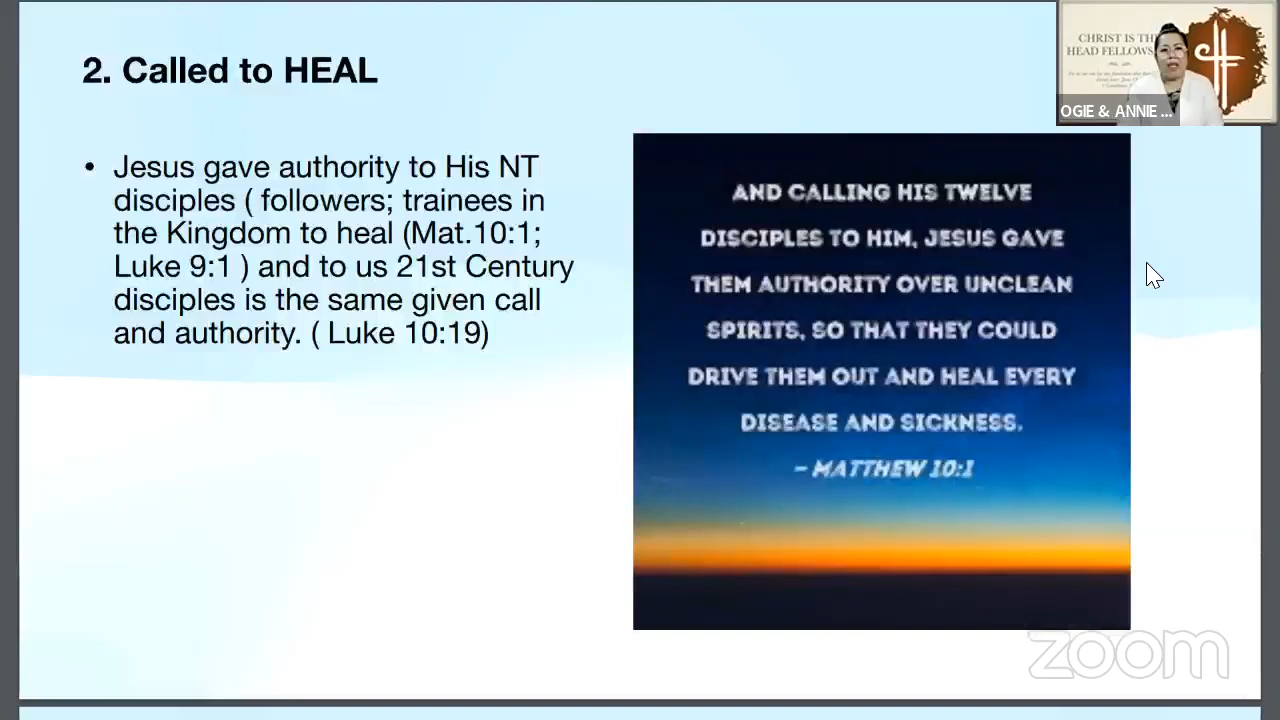 2. Called to HEAL
• Jesus gave authority to His NT
disciples ( followers; trainees in
the Kingdom to heal (Mat.10:1;
Luke 9:1 ) and to us 21st Century
disciples is the same given call
and authority. ( Luke 10:19)
AND CALLING HIS TWELVE
DISCIPLES TO HIM, JESUS GAVE
THEM AUTHORITY OVER UNCLEAN
SPIRITS, SO THAT THEY COULD
DRIVE THEM OUT AND HEAL EVERY
DISEASE AND SICKNESS.
– MATTHEW 10:1
CHRIST IS TH
HEAD FELLOWS
OGIE & ANNIE ...
zoom